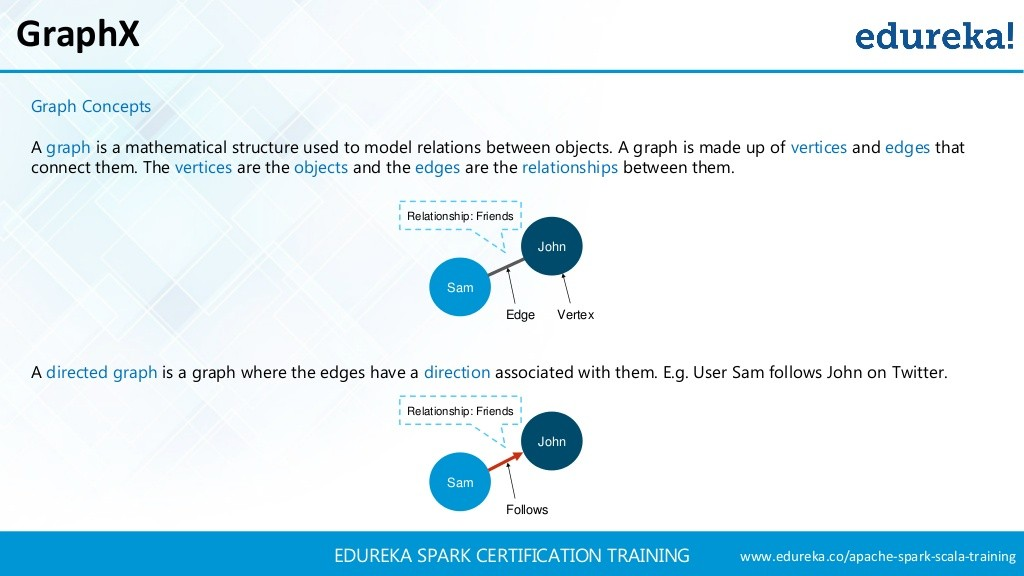 GraphX
edureka!
Graph Concepts
A graph is a mathematical structure used to model relations between objects. A graph is made up of vertices and edges that
connect them. The vertices are the objects and the edges are the relationships between them.
Relationship: Friends
John
Sam
Edge
Vertex
A directed graph is a graph where the edges have a direction associated with them. E.g. User Sam follows John on Twitter.
Relationship: Friends
John
Sam
Follows
EDUREKA SPARK CERTIFICATION TRAINING
www.edureka.co/apache-spark-scala-training